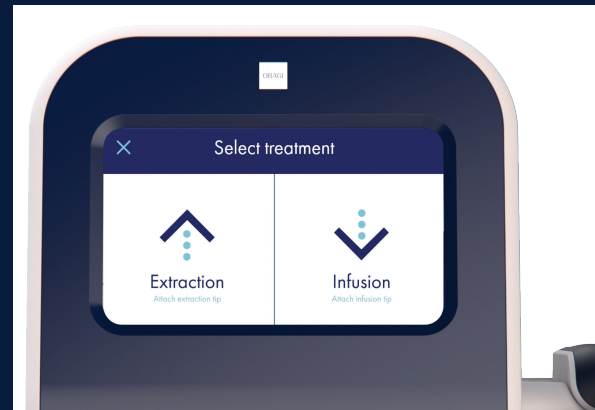 OBAGI
Select treatment
Extraction
Attach extraction tip
Infusion
Attach infusion tip